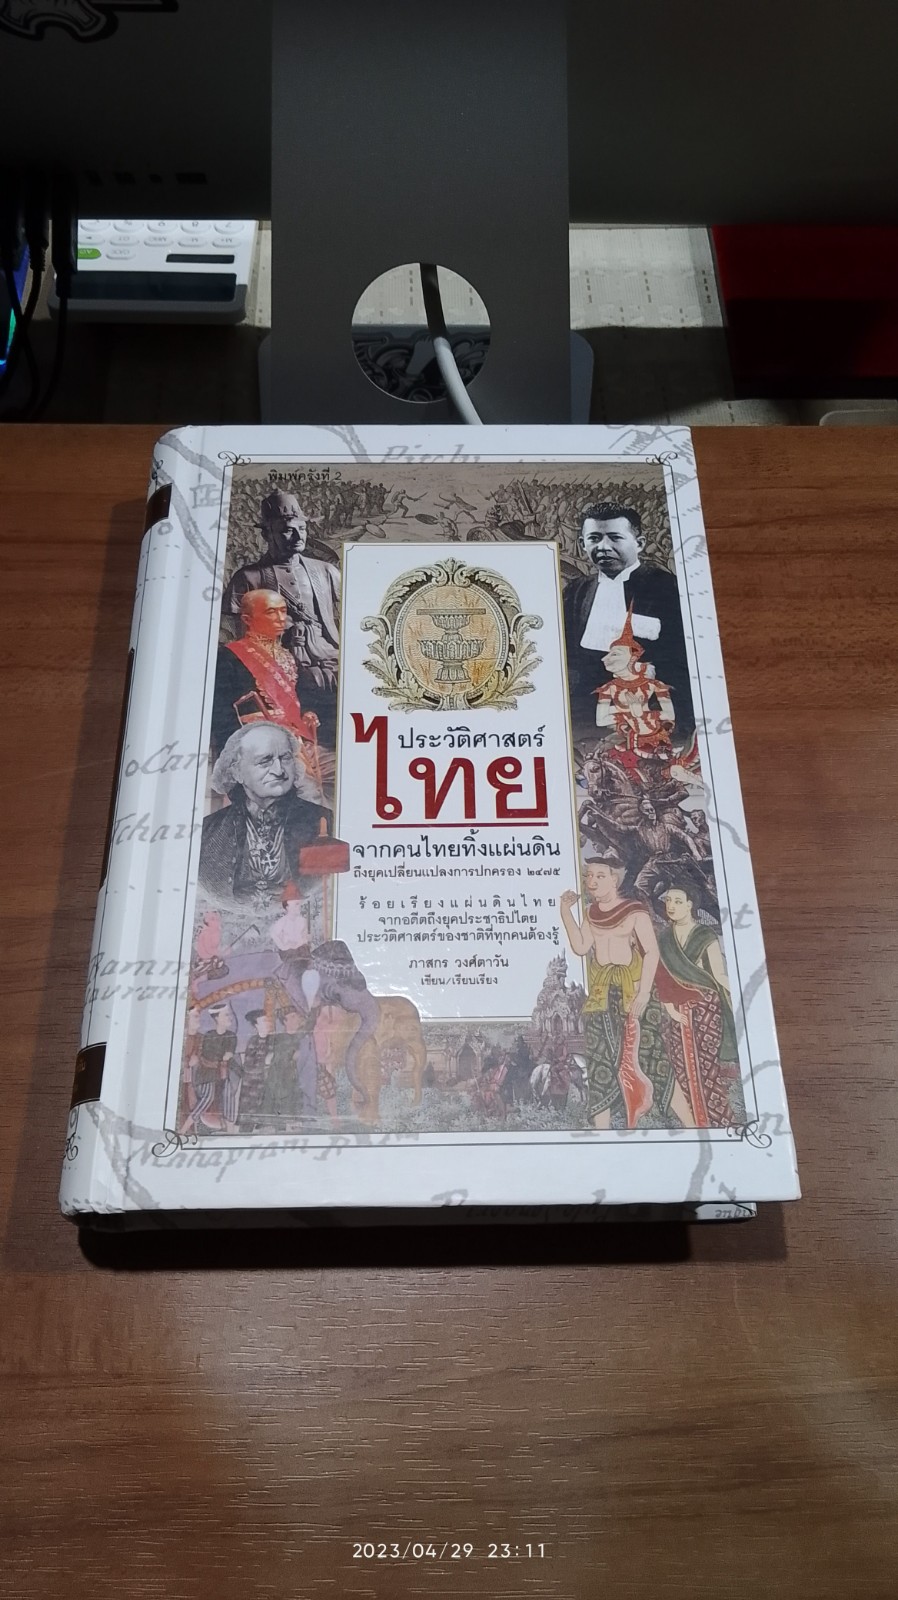 พิมพ์ครั้งที่ 2
ประวัติศาสตร์
ไทย
จากคนไทยทิ้งแผ่นดิน
ถึงยุคเปลี่ยนแปลงการปกครอง ๒๔๗๕
ร้อยเรียงแผ่นดินไทย
จากอดีตถึงยุคประชาธิปไตย
ประวัติศาสตร์ของชาติที่ทุกคนต้องรู้
ภาสกร วงศ์ตาวัน
เขียน/เรียบเรียง
2023/04/29 23:11